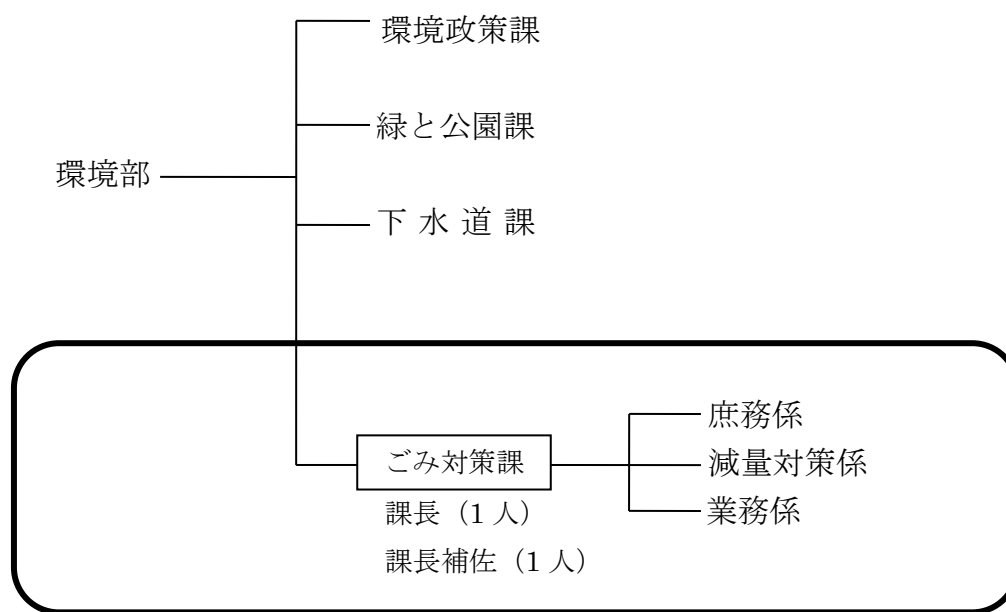 環境政策課
緑と公園課
環境部
下 水 道 課
庶務係
ごみ対策課
減量対策係
業務係
課長（1 人）
課長補佐（1 人）